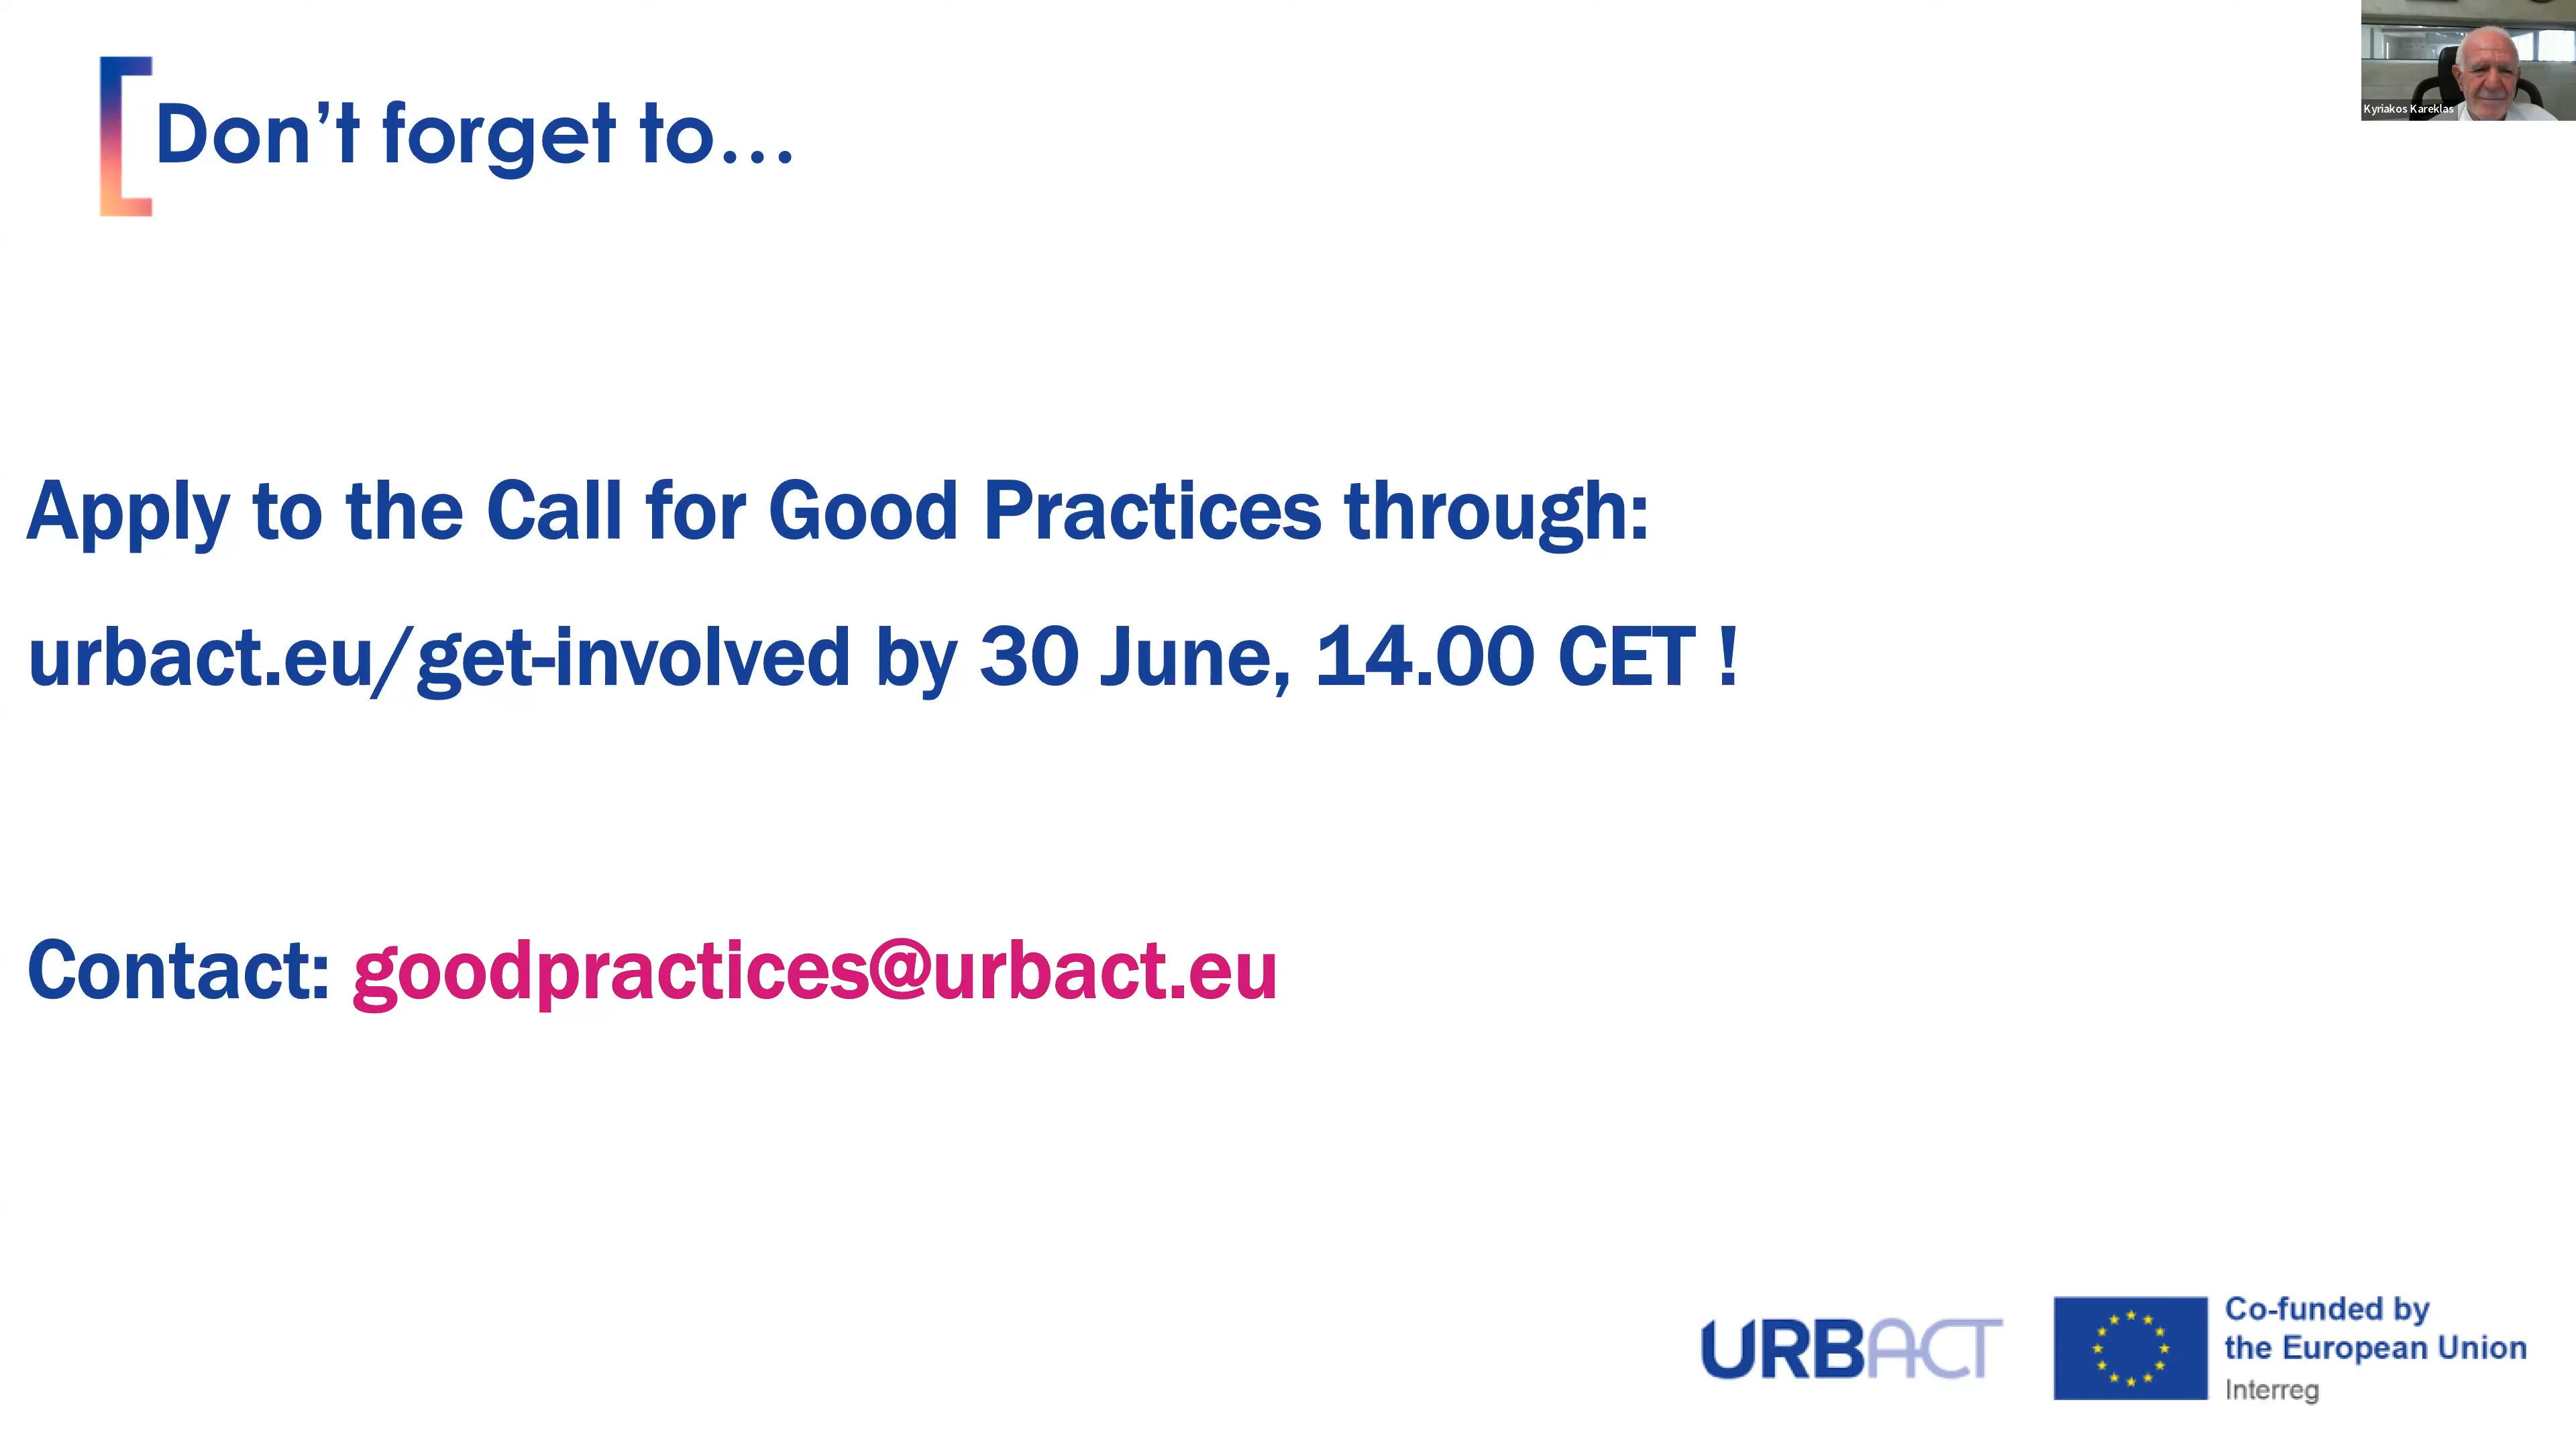 Don’t forget to…
Kyriakos Kareklas
Apply to the Call for Good Practices through:
urbact.eu/get-involved by 30 June, 14.00 CET !
Contact: goodpractices@urbact.eu
URBACT
Co-funded by
the European Union
Interreg